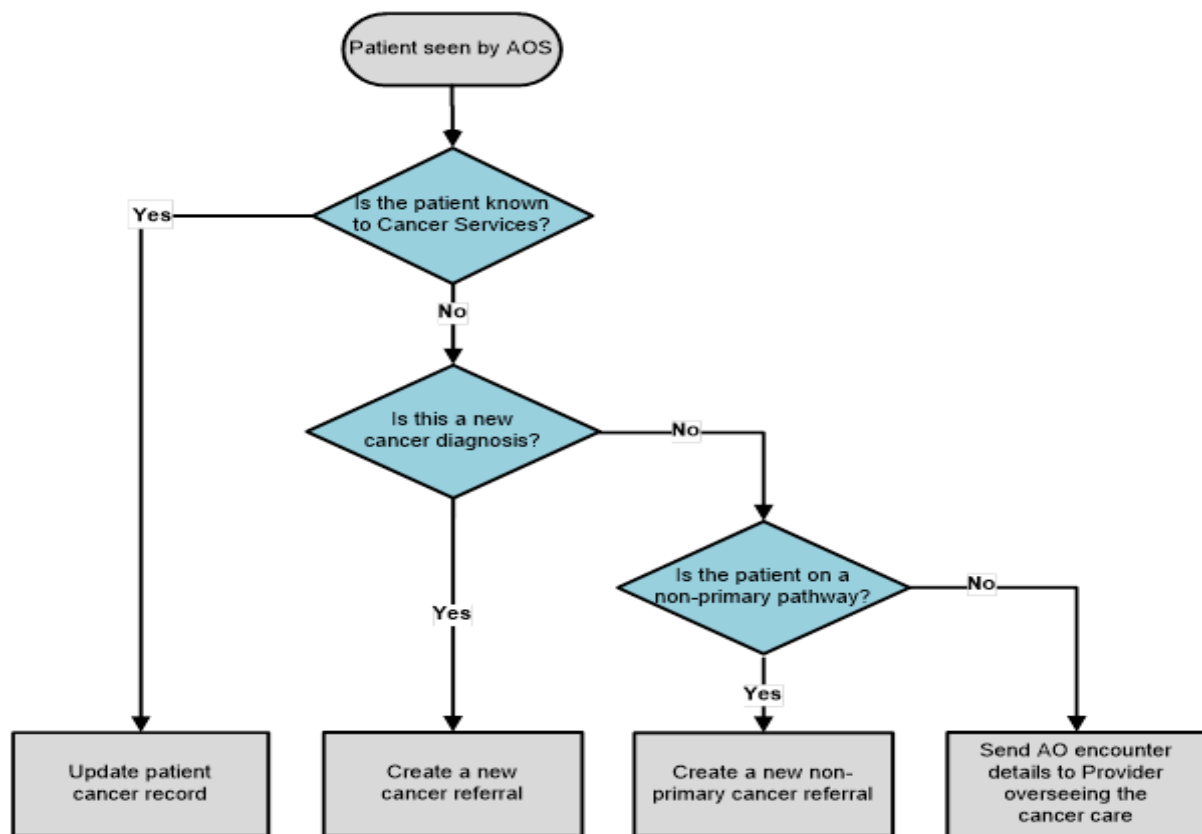 Patient seen by AOS
Is the patient known
to Cancer Services?
Yes
No
Is this a new
cancer diagnosis?
No
Is the patient on a
non-primary pathway?
No
Yes
Yes
Update patient
cancer record
Create a new
cancer referral
Create a new non-
primary cancer referral
Send AO encounter
details to Provider
overseeing the
cancer care